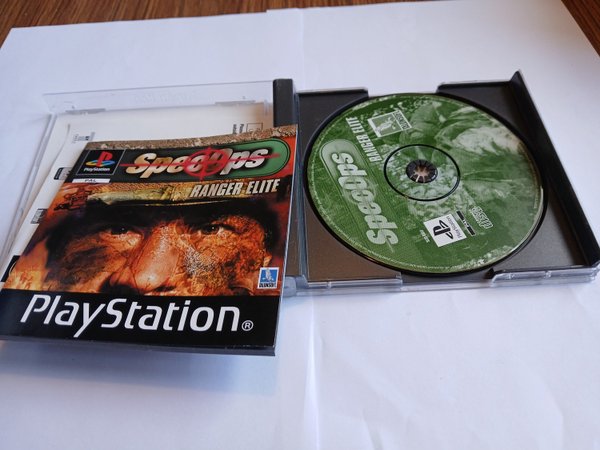 PlayStation
PAL
SpecOps
RANGER ELITE
PlayStation®
SpecOps
RANGER ELITE